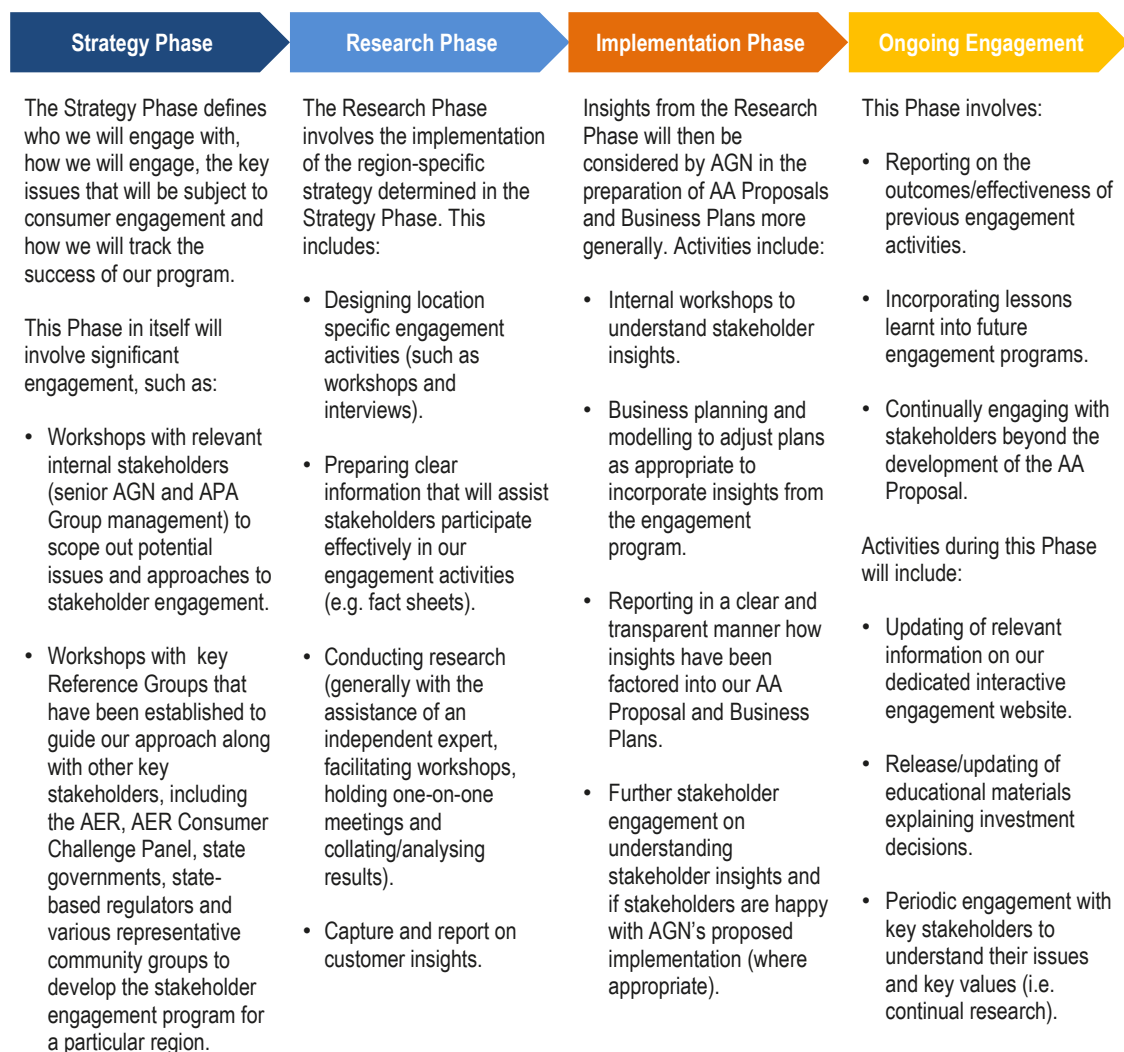 Strategy Phase
Research Phase
Implementation Phase
Ongoing Engagement
The Strategy Phase defines
who we will engage with,
how we will engage, the key
issues that will be subject to
consumer engagement and
how we will track the
success of our program.
This Phase in itself will
involve significant
engagement, such as:
• Workshops with relevant
internal stakeholders
(senior AGN and APA
Group management) to
scope out potential
issues and approaches to
stakeholder engagement.
• Workshops with key
Reference Groups that
have been established to
guide our approach along
with other key
stakeholders, including
the AER, AER Consumer
Challenge Panel, state
governments, state-
based regulators and
various representative
community groups to
develop the stakeholder
engagement program for
a particular region.
The Research Phase
involves the implementation
of the region-specific
strategy determined in the
Strategy Phase. This
includes:
• Designing location
specific engagement
activities (such as
workshops and
interviews).
• Preparing clear
information that will assist
stakeholders participate
effectively in our
engagement activities
(e.g. fact sheets).
• Conducting research
(generally with the
assistance of an
independent expert,
facilitating workshops,
holding one-on-one
meetings and
collating/analysing
results).
• Capture and report on
customer insights.
Insights from the Research
Phase will then be
considered by AGN in the
preparation of AA Proposals
and Business Plans more
generally. Activities include:
• Internal workshops to
understand stakeholder
insights.
• Business planning and
modelling to adjust plans
as appropriate to
incorporate insights from
the engagement
program.
• Reporting in a clear and
transparent manner how
insights have been
factored into our AA
Proposal and Business
Plans.
• Further stakeholder
engagement on
understanding
stakeholder insights and
if stakeholders are happy
with AGN's proposed
implementation (where
appropriate).
This Phase involves:
• Reporting on the
outcomes/effectiveness of
previous engagement
activities.
• Incorporating lessons
learnt into future
engagement programs.
• Continually engaging with
stakeholders beyond the
development of the AA
Proposal.
Activities during this Phase
will include:
• Updating of relevant
information on our
dedicated interactive
engagement website.
• Release/updating of
educational materials
explaining investment
decisions.
• Periodic engagement with
key stakeholders to
understand their issues
and key values (i.e.
continual research).